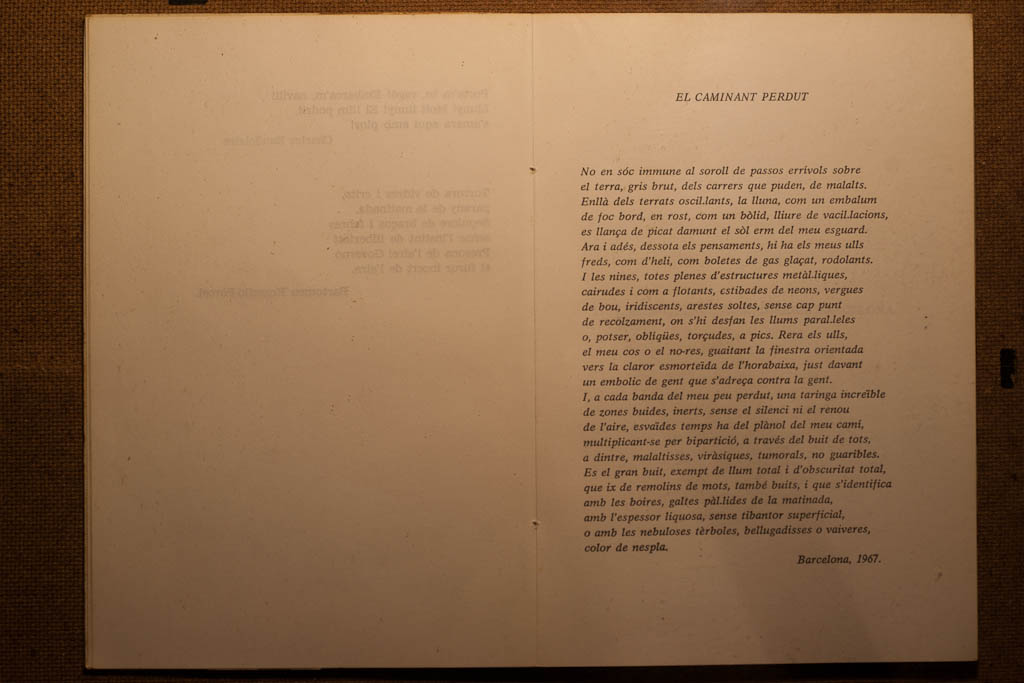 EL CAMINANT PERDUT
No en sóc immune al soroll de passos errívols sobre
el terra, gris brut, dels carrers que puden, de malalts.
Enllà dels terrats oscil.lants, la lluna, com un embalum
de foc bord, en rost, com un bòlid, lliure de vacil.lacions,
es llança de picat damunt el sòl erm del meu esguard.
Ara i adés, dessota els pensaments, hi ha els meus ulls
freds, com d'heli, com boletes de gas glaçat, rodolants.
I les nines, totes plenes d'estructures metàl.liques,
cairudes i com a flotants, estibades de neons, vergues
de bou, iridiscents, arestes soltes, sense cap punt
de recolzament, on s'hi desfan les llums paral.leles
o, potser, obliqües, torçudes, a pics. Rera els ulls,
el meu cos o el no-res, guaitant la finestra orientada
vers la claror esmorteïda de l'horabaixa, just davant
un embolic de gent que s'adreça contra la gent.
I, a cada banda del meu peu perdut, una taringa increïble
de zones buides, inerts, sense el silenci ni el renou
de l'aire, esvaïdes temps ha del plànol del meu camí,
multiplicant-se per bipartició, a través del buit de tots,
a dintre, malaltisses, viràsiques, tumorals, no guaribles.
Es el gran buit, exempt de llum total i d'obscuritat total,
que ix de remolins de mots, també buits, i que s'identifica
amb les boires, galtes pàl.lides de la matinada,
amb l'espessor liquosa, sense tibantor superficial,
o amb les nebuloses tèrboles, bellugadisses o vaiveres,
color de nespla.
Barcelona, 1967.